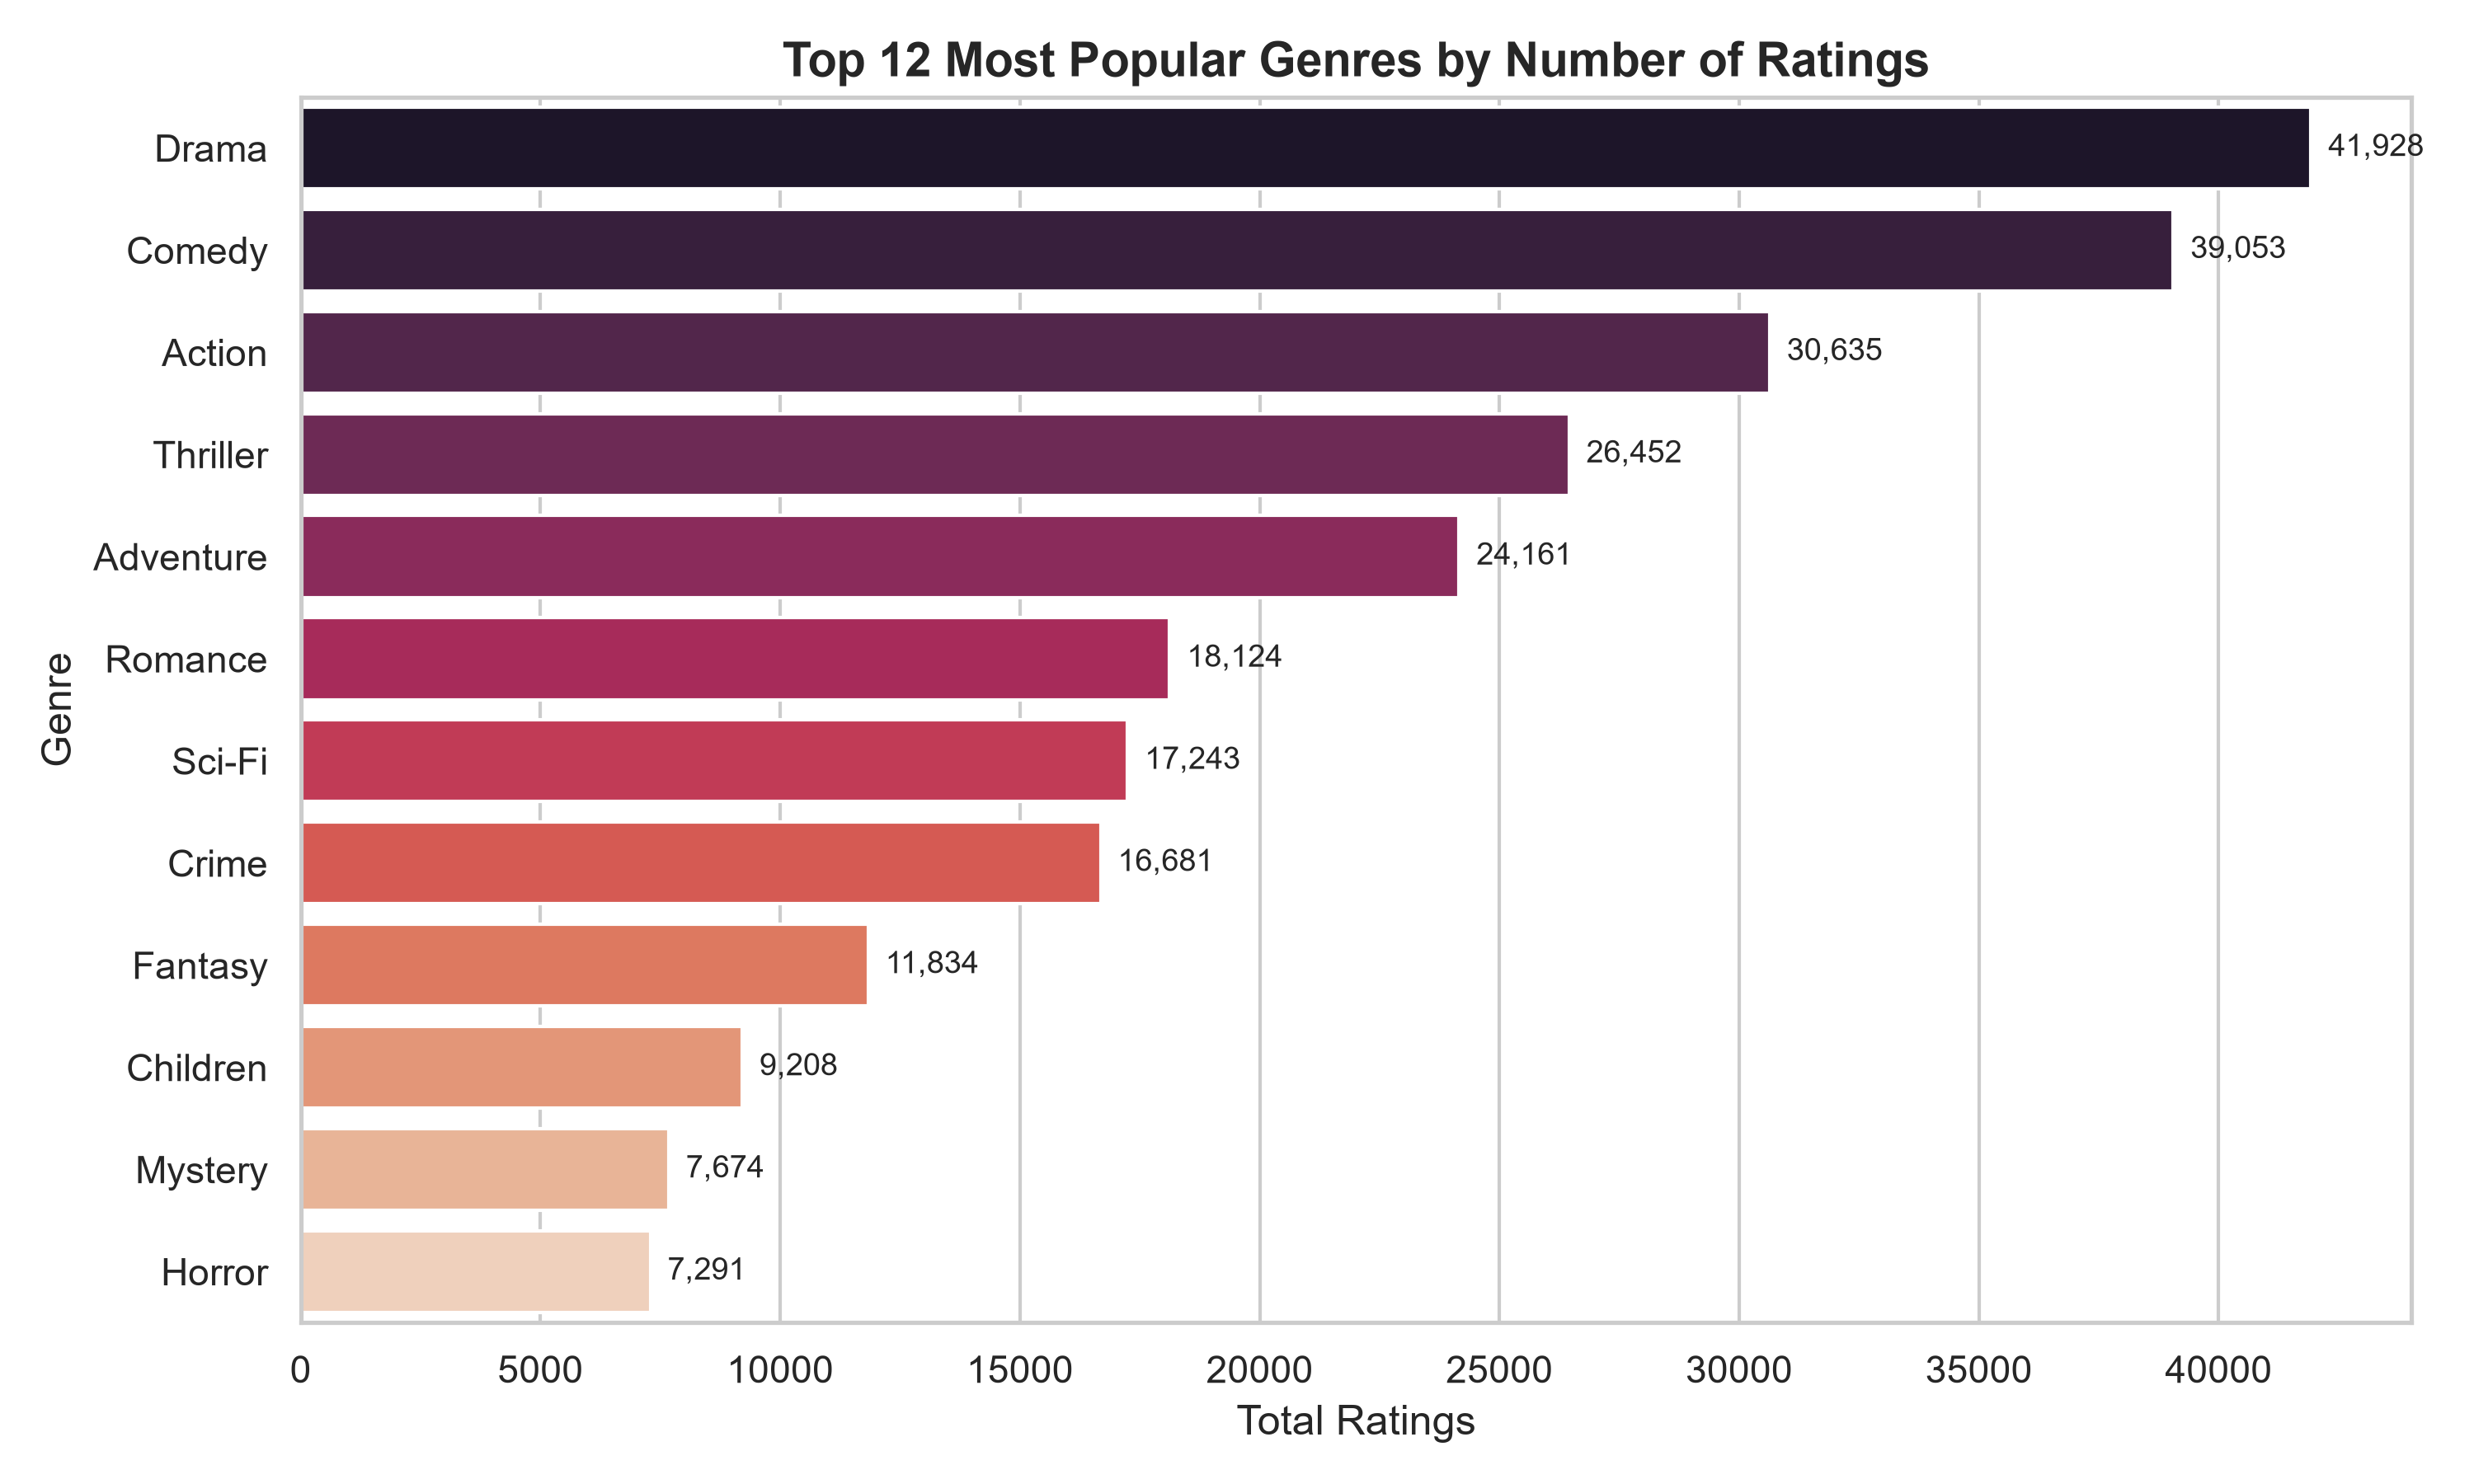 Top 12 Most Popular Genres by Number of Ratings
Genre
Drama 41,928
Comedy 39,053
Action 30,635
Thriller 26,452
Adventure 24,161
Romance 18,124
Sci-Fi 17,243
Crime 16,681
Fantasy 11,834
Children 9,208
Mystery 7,674
Horror 7,291
0 5000 10000 15000 20000 25000 30000 35000 40000
Total Ratings